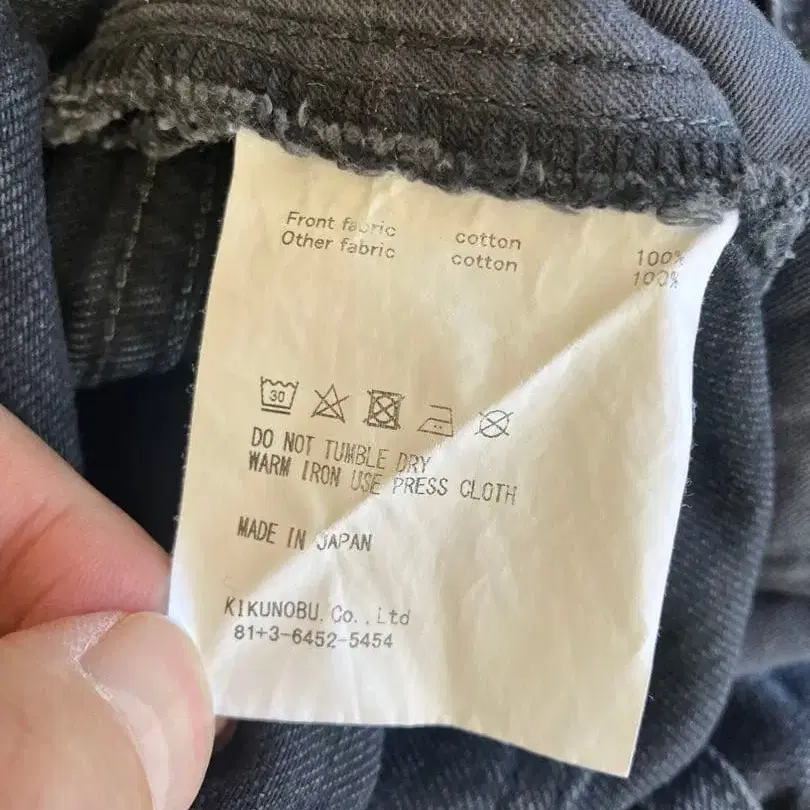 Front fabric cotton 100%
Other fabric cotton 100%
30
DO NOT TUMBLE DRY
WARM IRON USE PRESS CLOTH
MADE IN JAPAN
KIKUNOBU. Co., Ltd
81+3-6452-5454